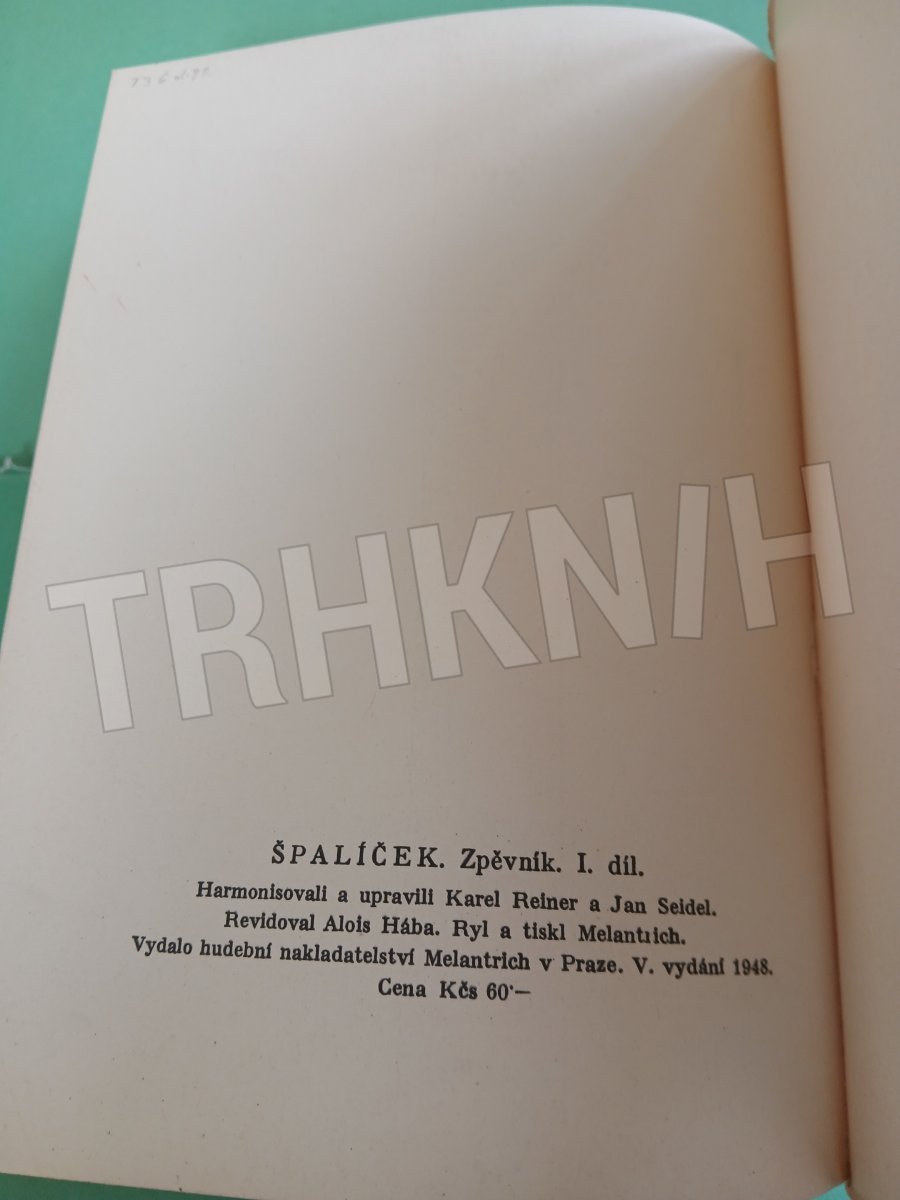 TRHKNIH
ŠPALÍČEK. Zpěvník. I. díl.
Harmonisovali a upravili Karel Reiner a Jan Seidel.
Revidoval Alois Hába. Ryl a tiskl Melantrich.
Vydalo hudební nakladatelství Melantrich v Praze. V. vydání 1948.
Cena Kčs 60·—